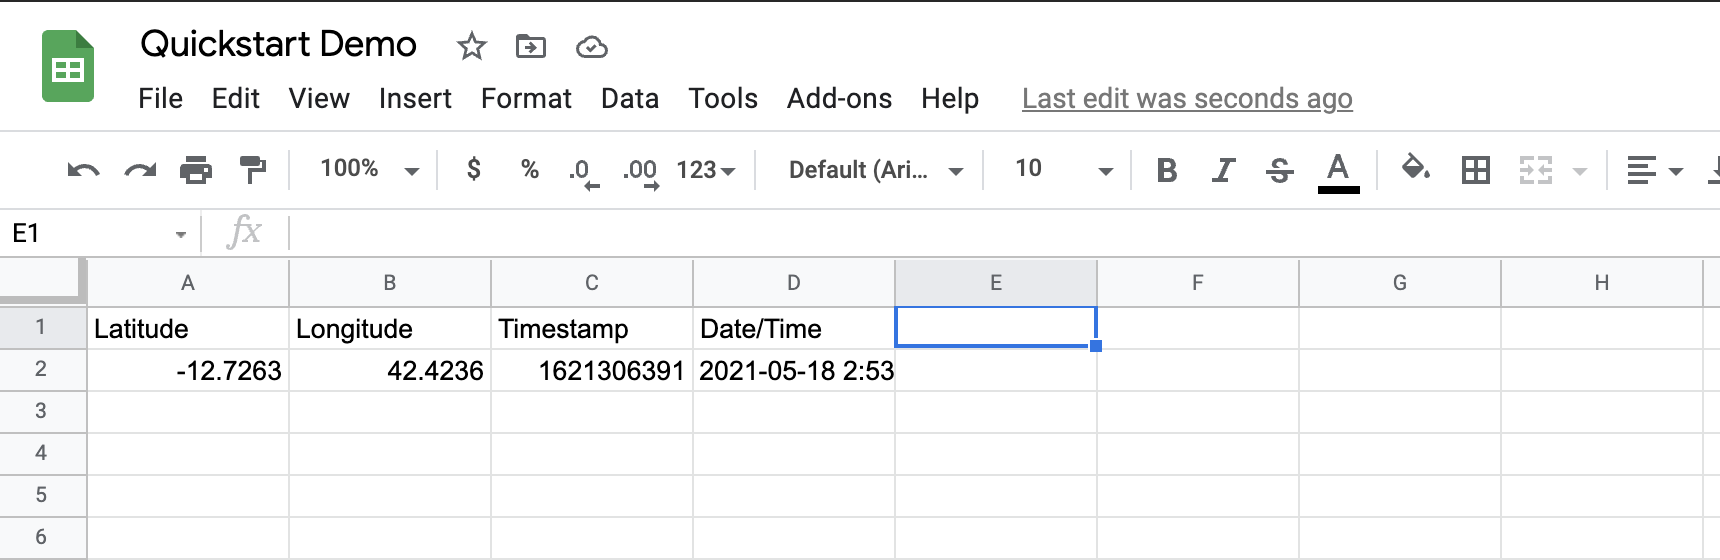 Quickstart Demo
File Edit View Insert Format Data Tools Add-ons Help Last edit was seconds ago
100% $ % .0 .00 123 Default (Ari... 10 B I S A
E1 fx
A B C D E F G H
1 Latitude Longitude Timestamp Date/Time
2 -12.7263 42.4236 1621306391 2021-05-18 2:53
3
4
5
6